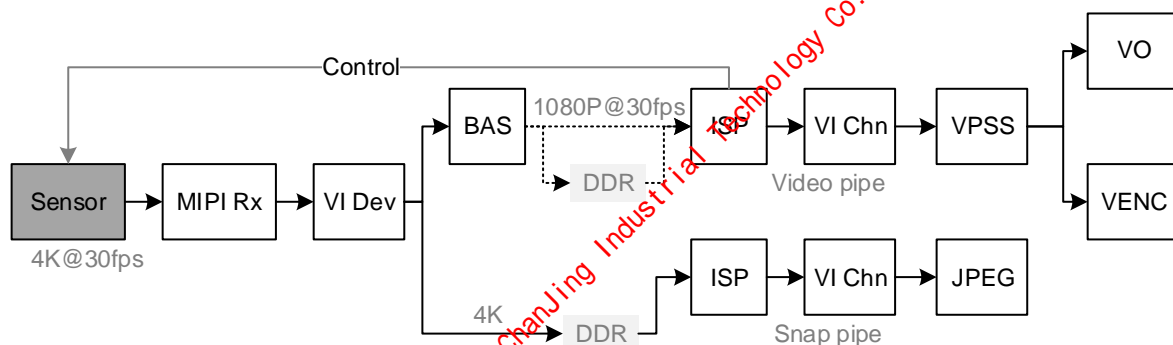 VO
Control
1080P@30fps
BAS
ISP
VI Chn
VPSS
DDR
Video pipe
Sensor
MIPI Rx
VI Dev
VENC
4K@30fps
ISP
VI Chn
JPEG
4K
DDR
Snap pipe
chanJing Industrial Technology Co.